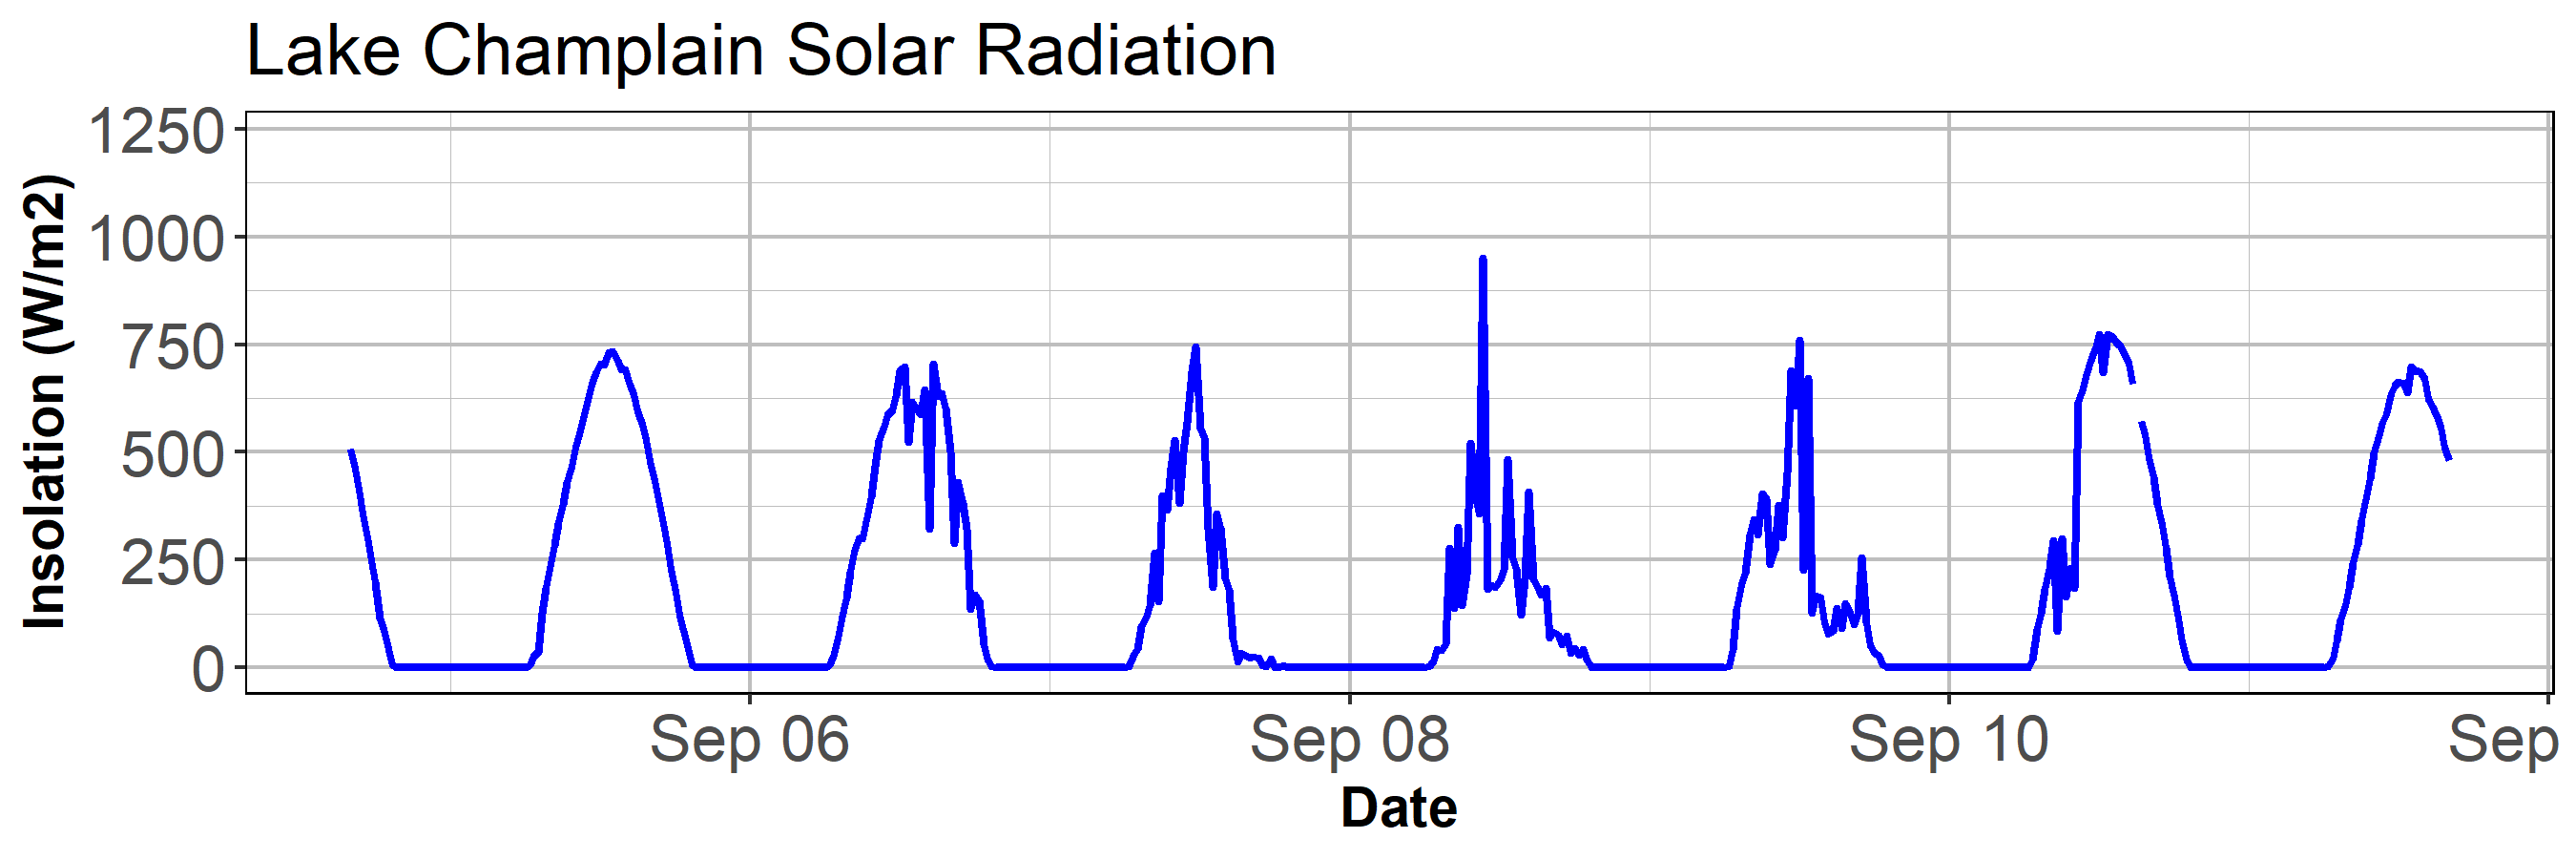 Lake Champlain Solar Radiation
1250
1000
750
500
250
0
Insolation (W/m2)
Sep 06
Sep 08
Sep 10
Sep
Date